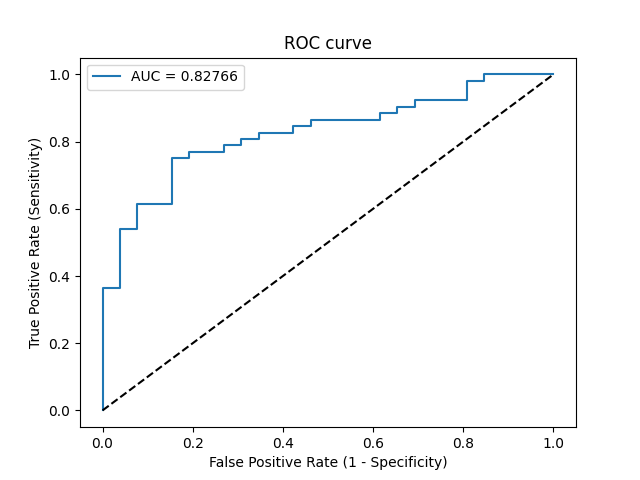 ROC curve
AUC = 0.82766
True Positive Rate (Sensitivity)
1.0
0.8
0.6
0.4
0.2
0.0
0.0 0.2 0.4 0.6 0.8 1.0
False Positive Rate (1 - Specificity)